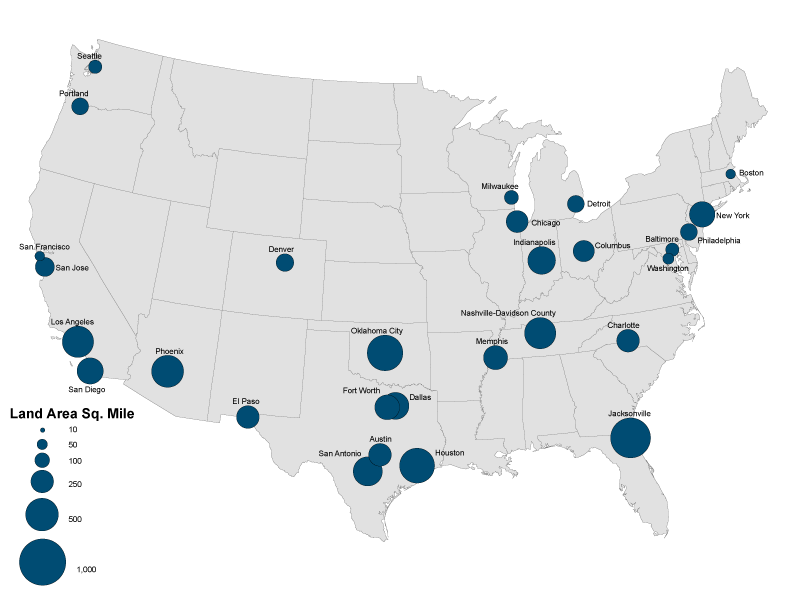 Seattle
Portland
Boston
Milwaukee
Detroit
New York
Chicago
Philadelphia
Baltimore
Indianapolis
Columbus
San Francisco
Denver
San Jose
Washington
Nashville-Davidson County
Los Angeles
Charlotte
Oklahoma City
Memphis
Phoenix
San Diego
Fort Worth
Dallas
El Paso
Land Area Sq. Mile
Jacksonville
10
Austin
50
San Antonio
Houston
100
250
500
1,000